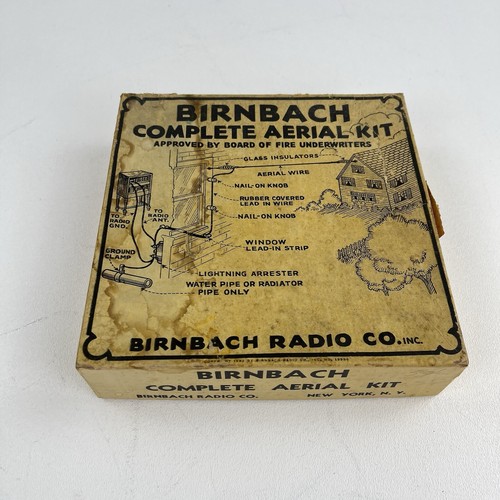 BIRNBACH
COMPLETE AERIAL KIT
APPROVED BY BOARD OF FIRE UNDERWRITERS
GLASS INSULATORS
AERIAL WIRE
NAIL-ON KNOB
RUBBER COVERED
LEAD IN WIRE
NAIL-ON KNOB
TO
RADIO
GND.
TO
RADIO
ANT.
WINDOW
LEAD-IN STRIP
GROUND
CLAMP
LIGHTNING ARRESTER
WATER PIPE OR RADIATOR
PIPE ONLY
BIRNBACH RADIO CO. INC.
BIRNBACH
COMPLETE AERIAL KIT
BIRNBACH RADIO CO. NEW YORK, N.Y.